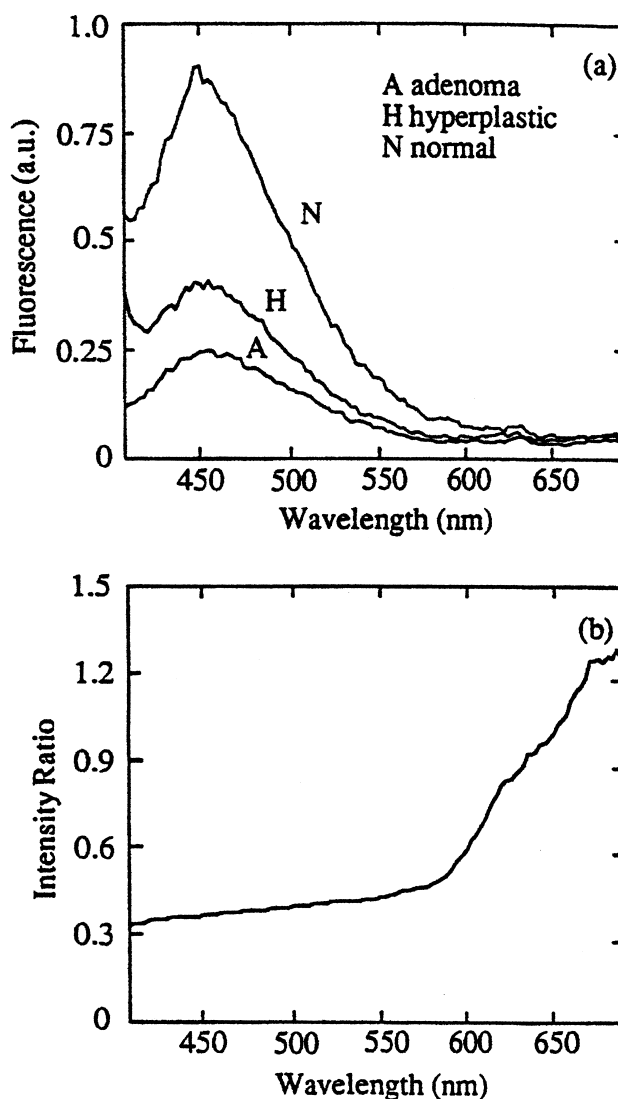 1.0
(a)
A adenoma
H hyperplastic
N normal
0.75
Fluorescence (a.u.)
0.5
N
H
0.25
A
0
450 500 550 600 650
Wavelength (nm)
1.5
(b)
1.2
Intensity Ratio
0.9
0.6
0.3
0
450 500 550 600 650
Wavelength (nm)